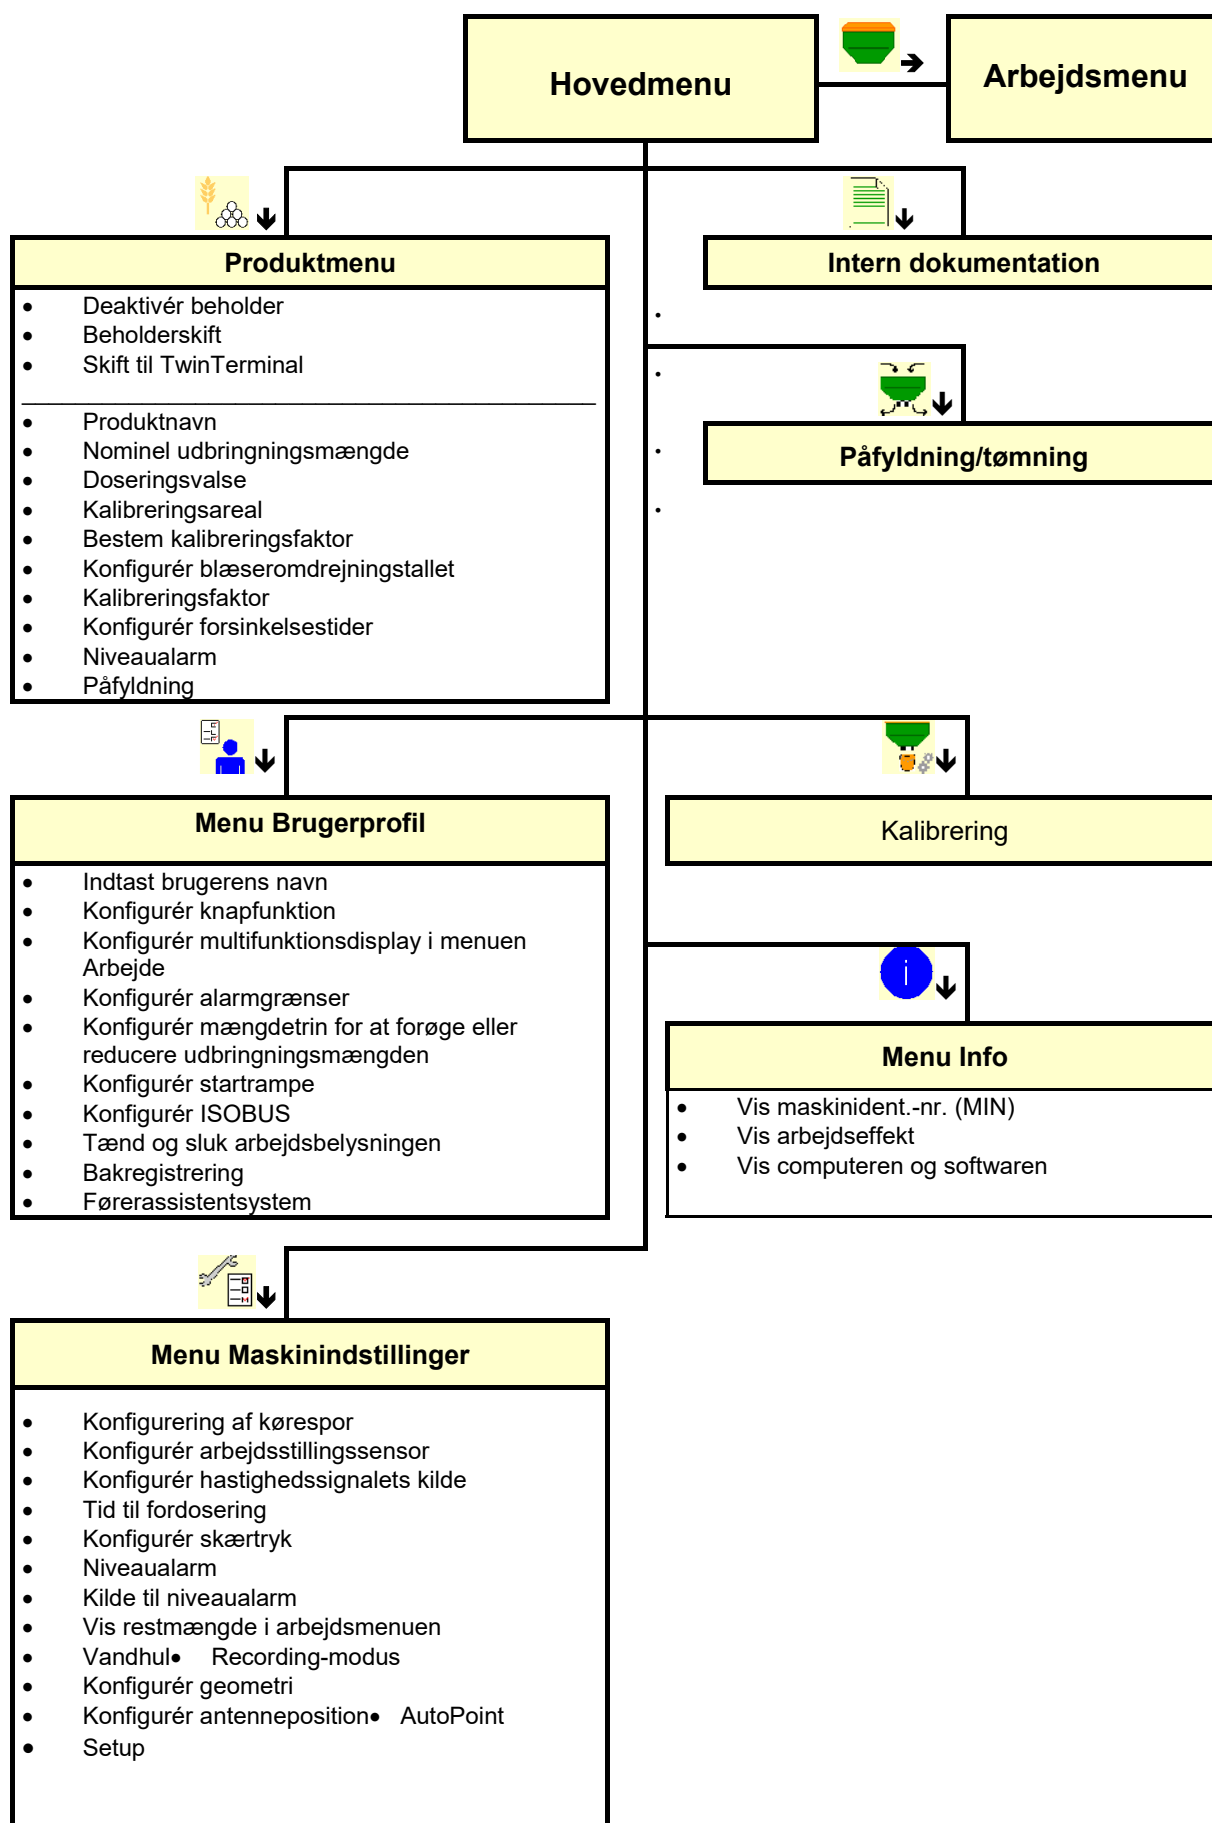 Hovedmenu
Arbejdsmenu
Produktmenu
• Deaktivér beholder
• Beholderskift
• Skift til TwinTerminal
• Produktnavn
• Nominel udbringningsmængde
• Doseringsvalse
• Kalibreringsareal
• Bestem kalibreringsfaktor
• Konfigurér blæseromdrejningstallet
• Kalibreringsfaktor
• Konfigurér forsinkelsestider
• Niveaualarm
• Påfyldning
Intern dokumentation
Påfyldning/tømning
Menu Brugerprofil
• Indtast brugerens navn
• Konfigurér knapfunktion
• Konfigurér multifunktionsdisplay i menuen
Arbejde
• Konfigurér alarmgrænser
• Konfigurér mængdetrin for at forøge eller
reducere udbringningsmængden
• Konfigurér startrampe
• Konfigurér ISOBUS
• Tænd og sluk arbejdsbelysningen
• Bakregistrering
• Førerassistentsystem
Kalibrering
Menu Info
• Vis maskinident.-nr. (MIN)
• Vis arbejdseffekt
• Vis computeren og softwaren
Menu Maskinindstillinger
• Konfigurering af kørespor
• Konfigurér arbejdsstillingssensor
• Konfigurér hastighedssignalets kilde
• Tid til fordosering
• Konfigurér skærtryk
• Niveaualarm
• Kilde til niveaualarm
• Vis restmængde i arbejdsmenuen
• Vandhul• Recording-modus
• Konfigurér geometri
• Konfigurér antenneposition• AutoPoint
• Setup